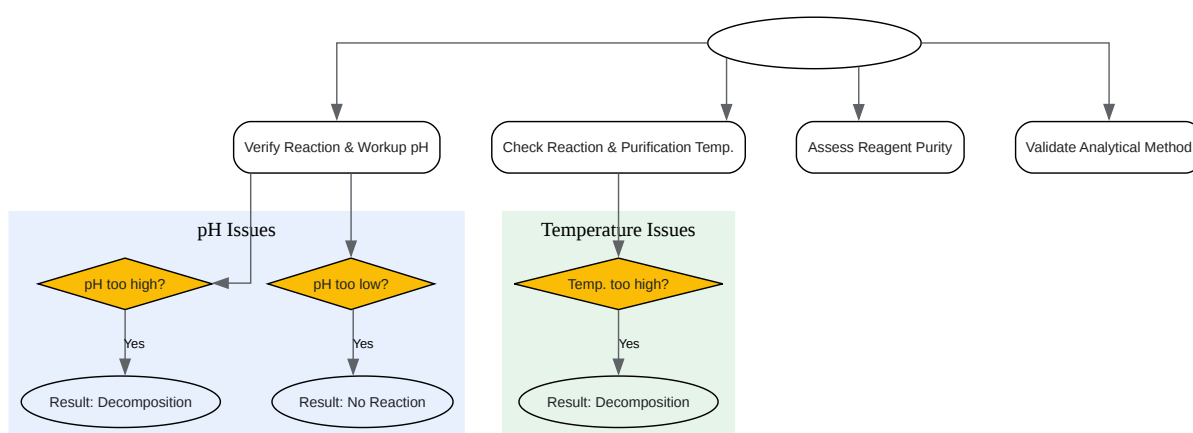 Verify Reaction & Workup pH
Check Reaction & Purification Temp.
Assess Reagent Purity
Validate Analytical Method
pH Issues
Temperature Issues
pH too high?
pH too low?
Temp. too high?
Yes
Yes
Yes
Result: Decomposition
Result: No Reaction
Result: Decomposition